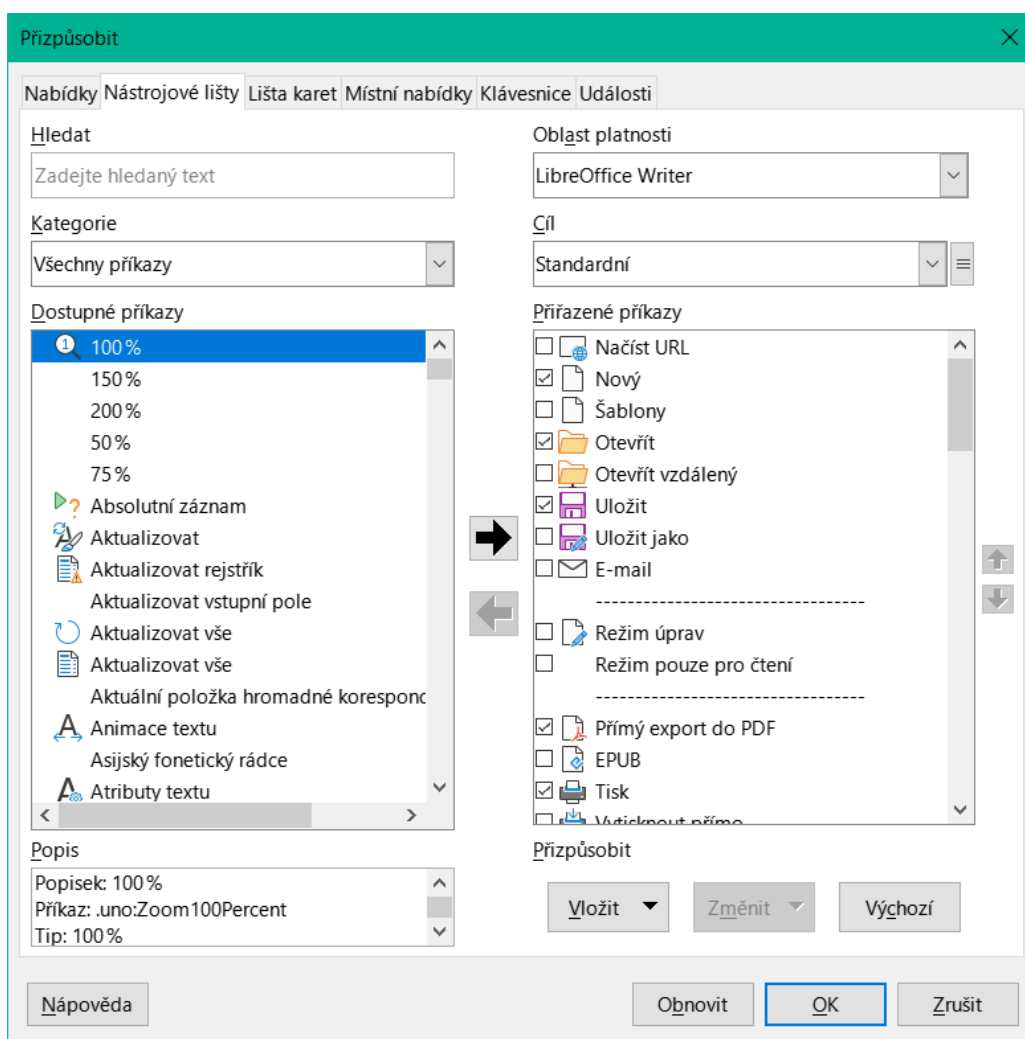 Přizpůsobit
Nabídky Nástrojové lišty Lišta karet Místní nabídky Klávesnice Události
Hledat
Zadejte hledaný text
Kategorie
Všechny příkazy
Dostupné příkazy
100 %
150 %
200 %
50 %
75 %
Absolutní záznam
Aktualizovat
Aktualizovat rejstřík
Aktualizovat vstupní pole
Aktualizovat vše
Aktualizovat vše
Aktuální položka hromadné koresponc
Animace textu
Asijský fonetický rádce
Atributy textu
Popis
Popisek: 100 %
Příkaz: .uno:Zoom100Percent
Tip: 100 %
Oblast platnosti
LibreOffice Writer
Cíl
Standardní
Přiřazené příkazy
Načíst URL
Nový
Šablony
Otevřít
Otevřít vzdálený
Uložit
Uložit jako
E-mail
----------------------------------
Režim úprav
Režim pouze pro čtení
----------------------------------
Přímý export do PDF
EPUB
Tisk
Vytisknout přímo
Přizpůsobit
Vložit Změnit Výchozí
Nápověda Obnovit OK Zrušit